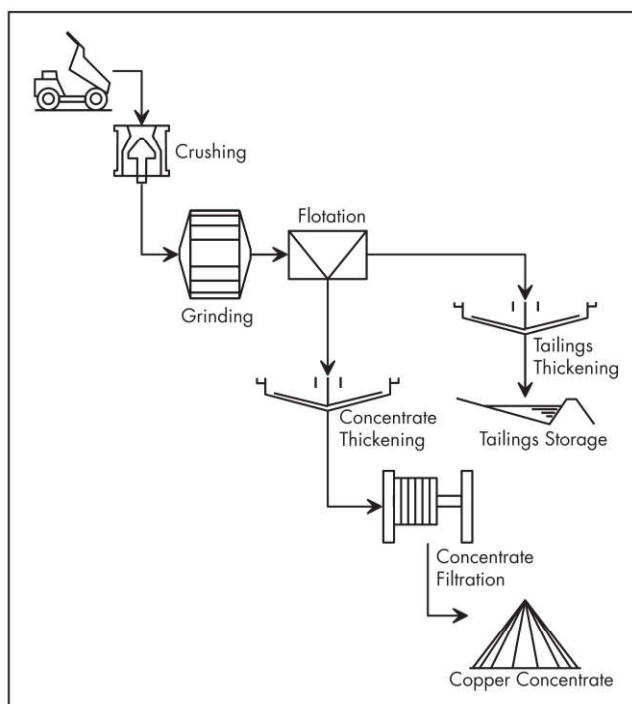 Crushing
Flotation
Grinding
Tailings
Thickening
Concentrate
Thickening
Tailings Storage
Concentrate
Filtration
Copper Concentrate